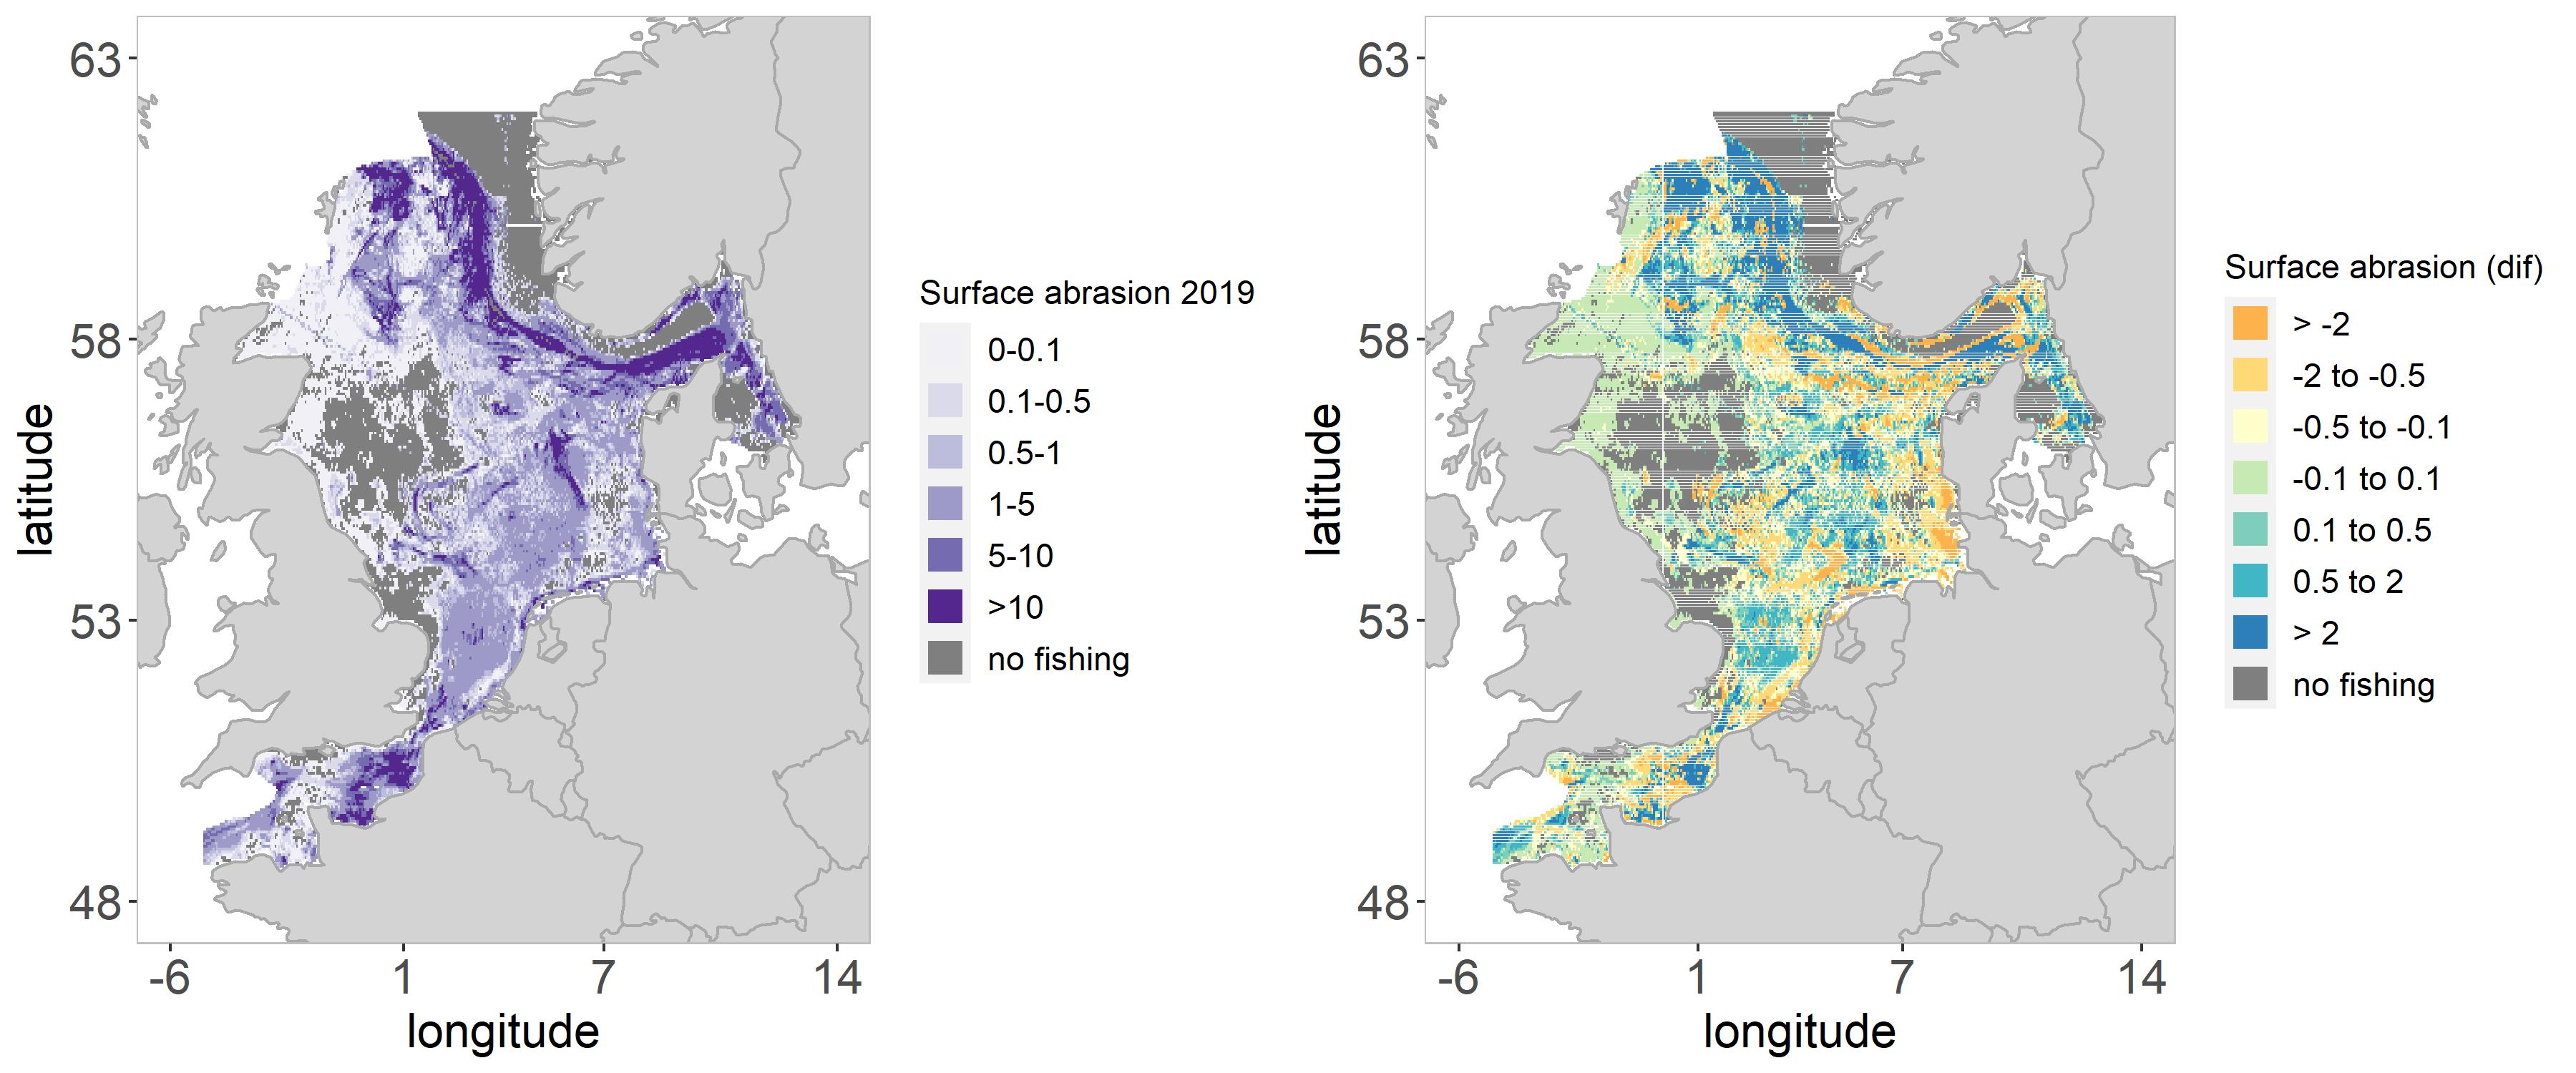 63
58
53
48
latitude
-6 1 7 14
longitude
Surface abrasion 2019
0-0.1
0.1-0.5
0.5-1
1-5
5-10
>10
no fishing
63
58
53
48
latitude
-6 1 7 14
longitude
Surface abrasion (dif)
> -2
-2 to -0.5
-0.5 to -0.1
-0.1 to 0.1
0.1 to 0.5
0.5 to 2
> 2
no fishing